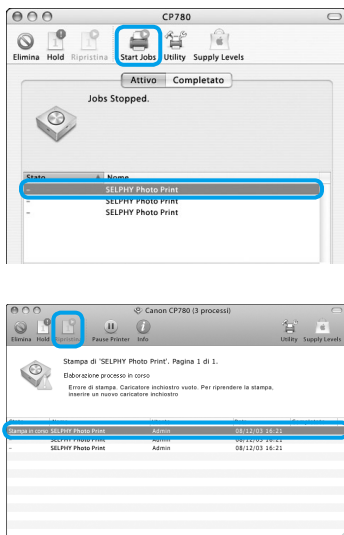 CP780
Elimina Hold Ripristina Start Jobs Utility Supply Levels
Attivo Completato
Jobs Stopped.
Stato Nome
- SELPHY Photo Print
- SELPHY Photo Print
- SELPHY Photo Print
Canon CP780 (3 processi)
Elimina Hold Ripristina Pause Printer Info Utility Supply Levels
Stampa di 'SELPHY Photo Print'. Pagina 1 di 1.
Elaborazione processo in corso
Errore di stampa. Caricatore inchiostro vuoto. Per riprendere la stampa,
inserire un nuovo caricatore inchiostro
Stampa in corso SELPHY Photo Print Admin 08/12/03 16:21
- SELPHY Photo Print Admin 08/12/03 16:21
- SELPHY Photo Print Admin 08/12/03 16:21